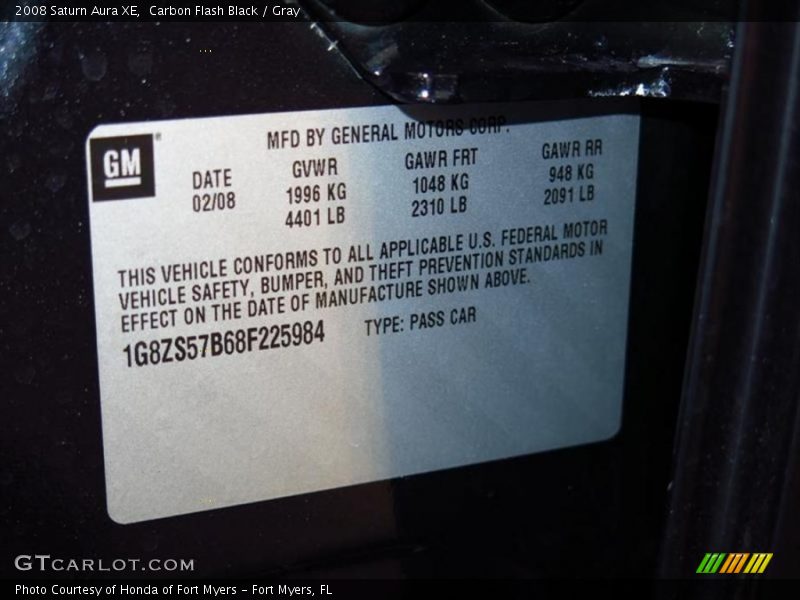 2008 Saturn Aura XE, Carbon Flash Black / Gray
GM
MFD BY GENERAL MOTORS CORP.
DATE GVWR GAWR FRT GAWR RR
02/08 1996 KG 1048 KG 948 KG
4401 LB 2310 LB 2091 LB
THIS VEHICLE CONFORMS TO ALL APPLICABLE U.S. FEDERAL MOTOR
VEHICLE SAFETY, BUMPER, AND THEFT PREVENTION STANDARDS IN
EFFECT ON THE DATE OF MANUFACTURE SHOWN ABOVE.
1G8ZS57B68F225984 TYPE: PASS CAR
GTCARLOT.COM
Photo Courtesy of Honda of Fort Myers - Fort Myers, FL